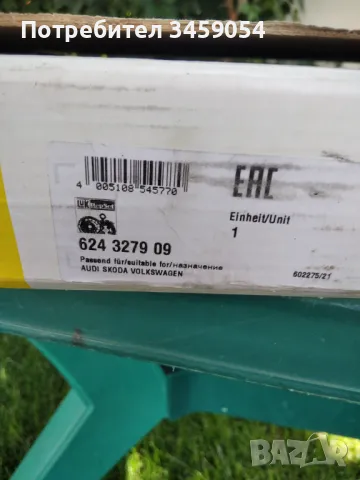 Потребител 3459054
4 005108 545770
EAC
LuK RepSet
Einheit/Unit
1
624 3279 09
Passend für/suitable for/назначение
AUDI SKODA VOLKSWAGEN
602275/21
BAZAR